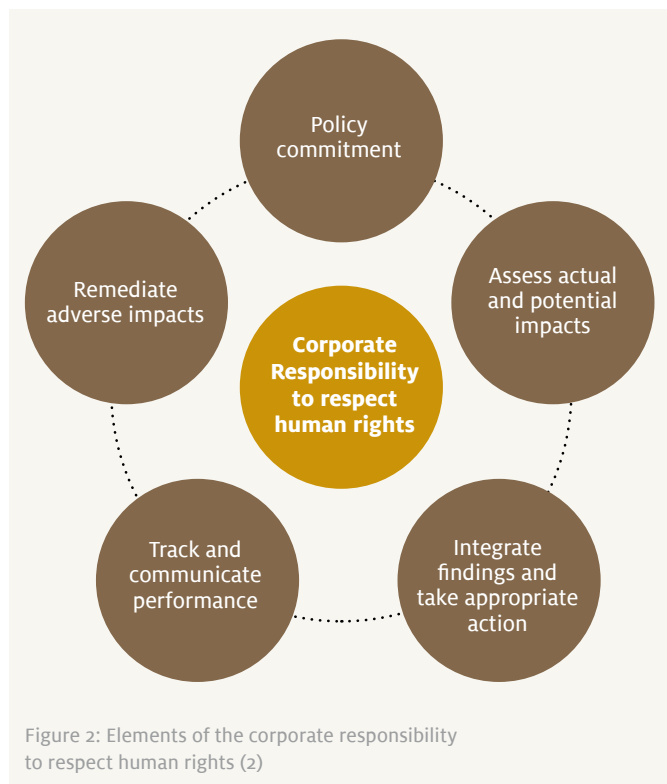 Policy
commitment
Assess actual
and potential
impacts
Integrate
findings and
take appropriate
action
Track and
communicate
performance
Remediate
adverse impacts
Corporate
Responsibility
to respect
human rights
Figure 2: Elements of the corporate responsibility
to respect human rights (2)